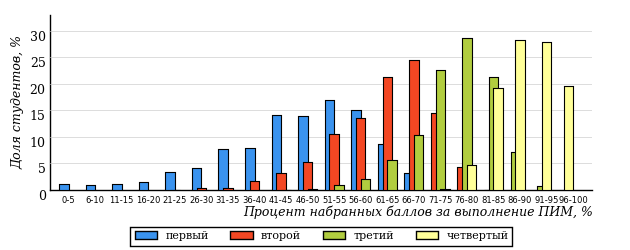 Доля студентов, %
30
25
20
15
10
5
0
0-5 6-10 11-15 16-20 21-25 26-30 31-35 36-40 41-45 46-50 51-55 56-60 61-65 66-70 71-75 76-80 81-85 86-90 91-95 96-100
Процент набранных баллов за выполнение ПИМ, %
первый второй третий четвертый